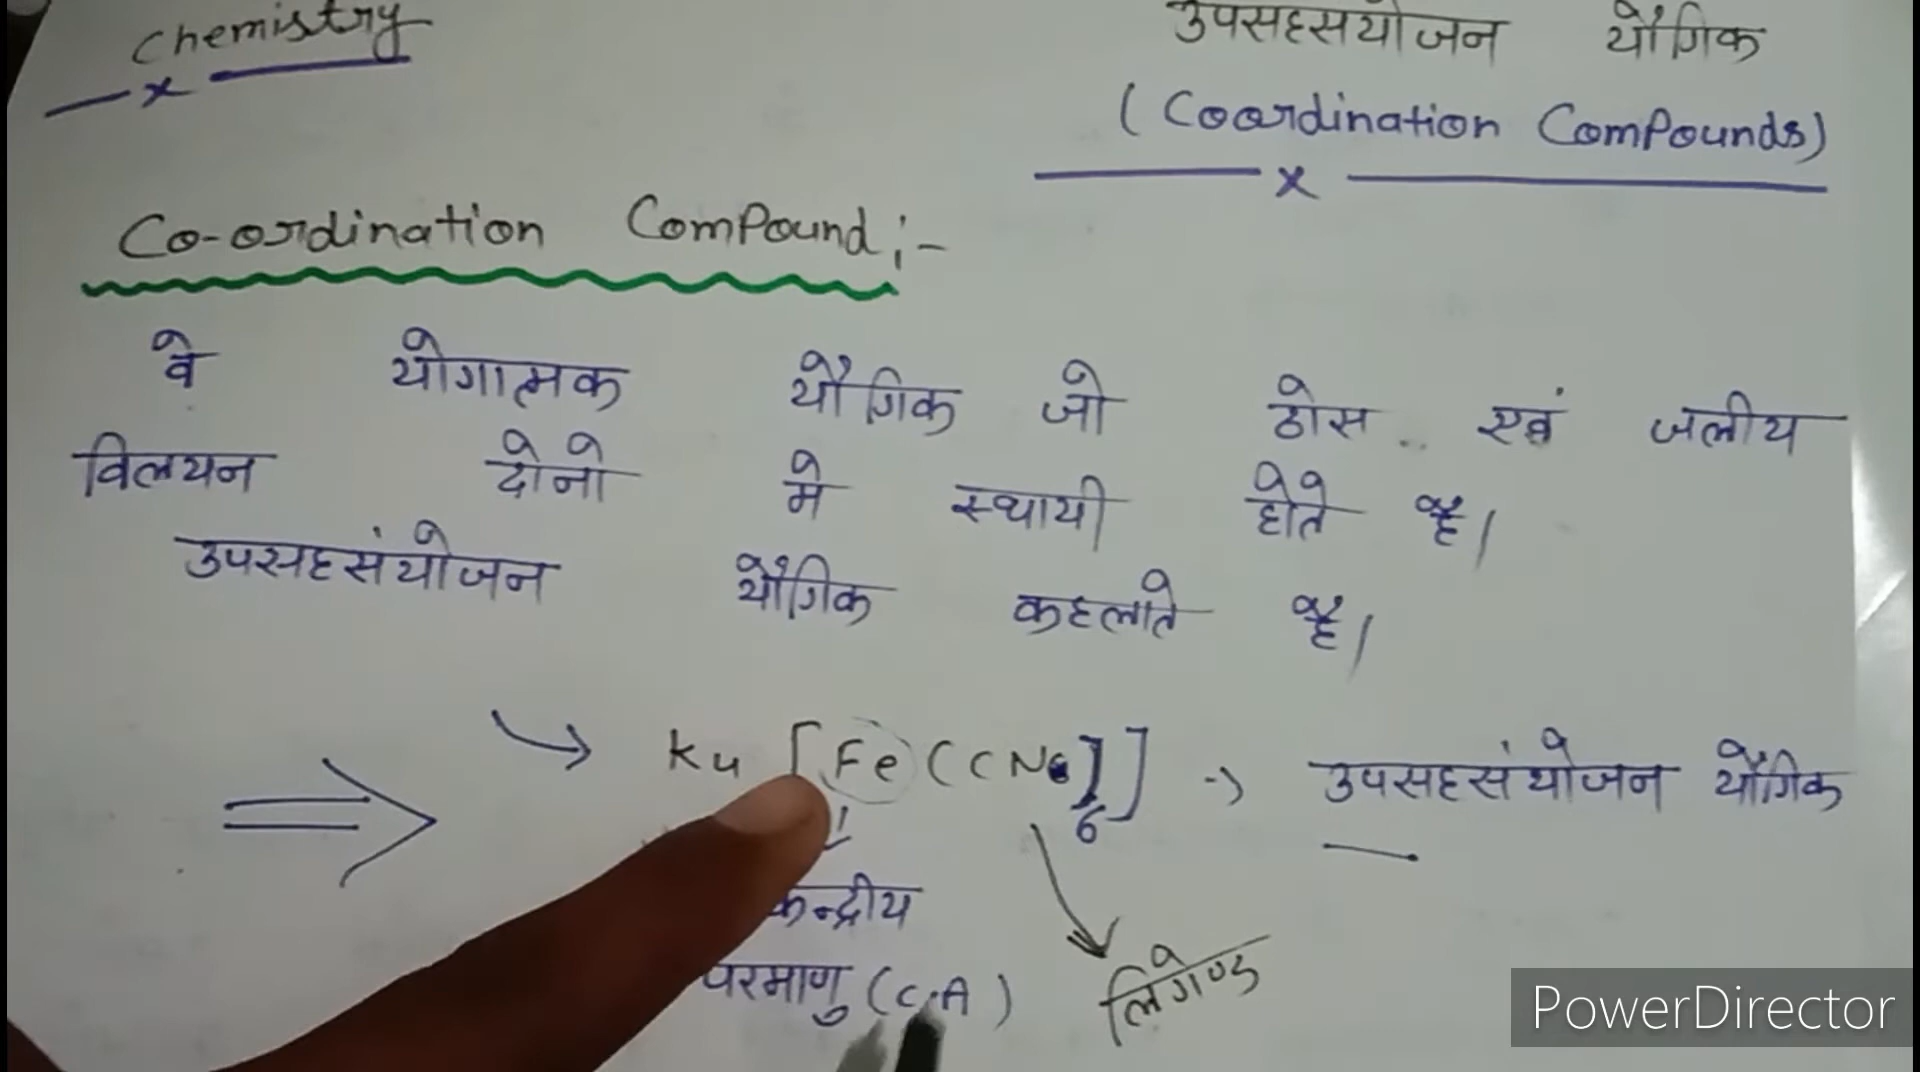 Chemistry
उपसहसंयोजन यौगिक
(Coordination Compounds)
Co-ordination Compound :-
वे योगात्मक यौगिक जो ठोस एवं जलीय
विलयन दोनो मे स्थायी होते है।
उपसहसंयोजन यौगिक कहलाते है।
K4 [Fe(CN)6] → उपसहसंयोजन यौगिक
केन्द्रीय
परमाणु (C.A)
लिगेण्ड
PowerDirector